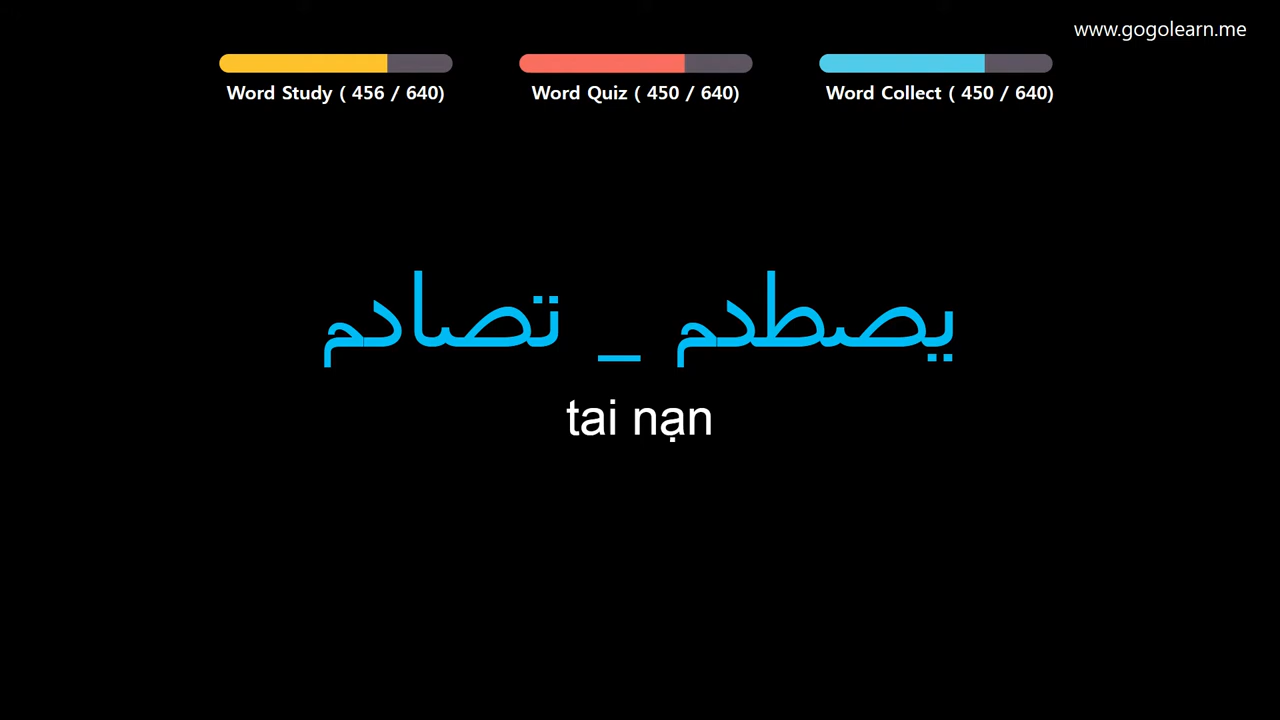 www.gogolearn.me
Word Study ( 456 / 640)
Word Quiz ( 450 / 640)
Word Collect ( 450 / 640)
يصطدم _ تصادم
tai nạn